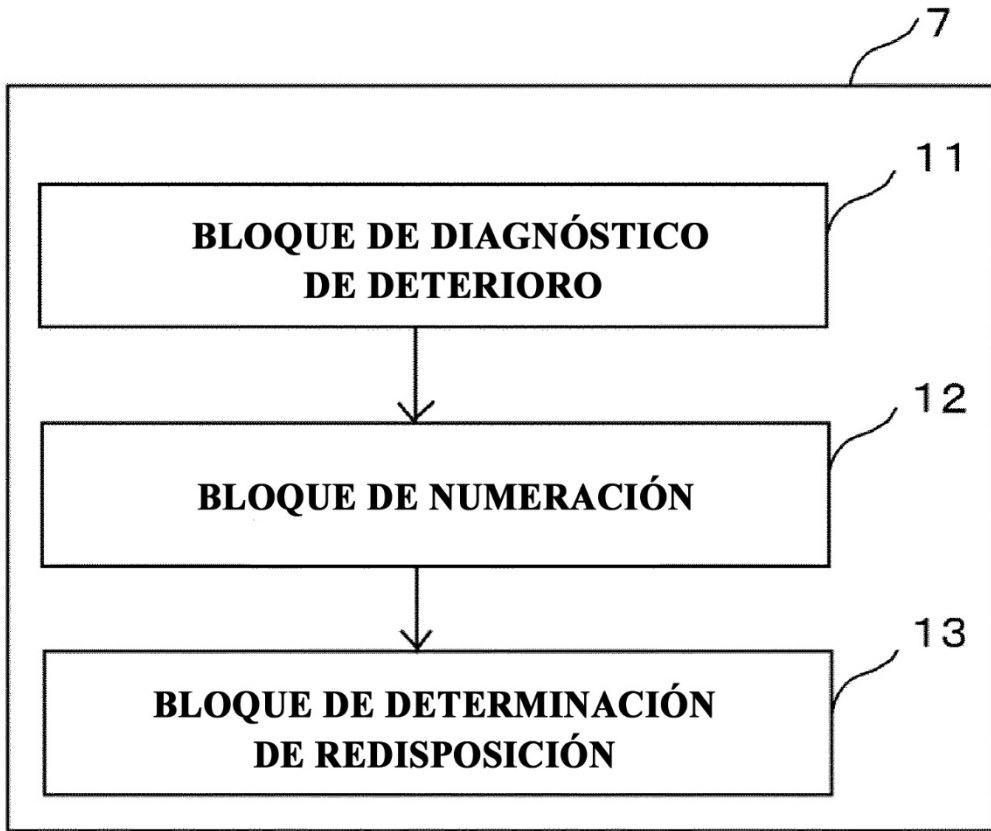 7
11
BLOQUE DE DIAGNÓSTICO
DE DETERIORO
12
BLOQUE DE NUMERACIÓN
13
BLOQUE DE DETERMINACIÓN
DE REDISPOSICIÓN